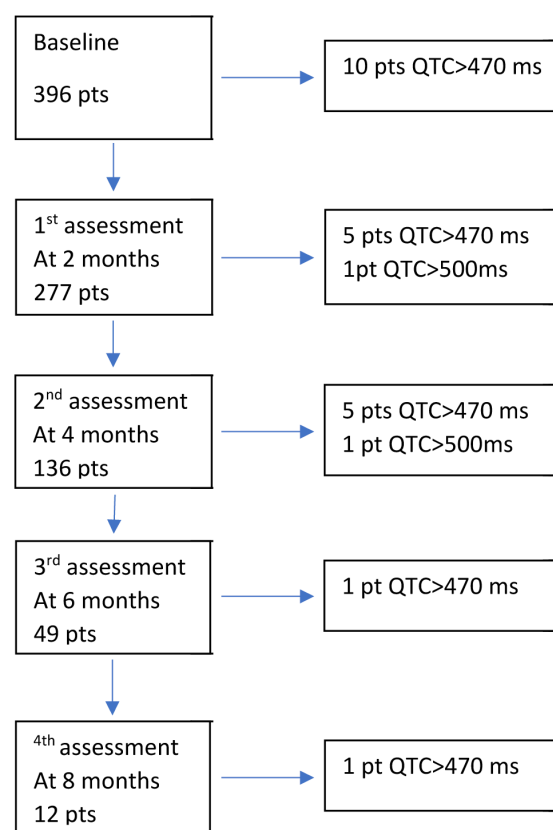 Baseline
396 pts
10 pts QTC>470 ms
1st assessment
At 2 months
277 pts
5 pts QTC>470 ms
1pt QTC>500ms
2nd assessment
At 4 months
136 pts
5 pts QTC>470 ms
1 pt QTC>500ms
3rd assessment
At 6 months
49 pts
1 pt QTC>470 ms
4th assessment
At 8 months
12 pts
1 pt QTC>470 ms